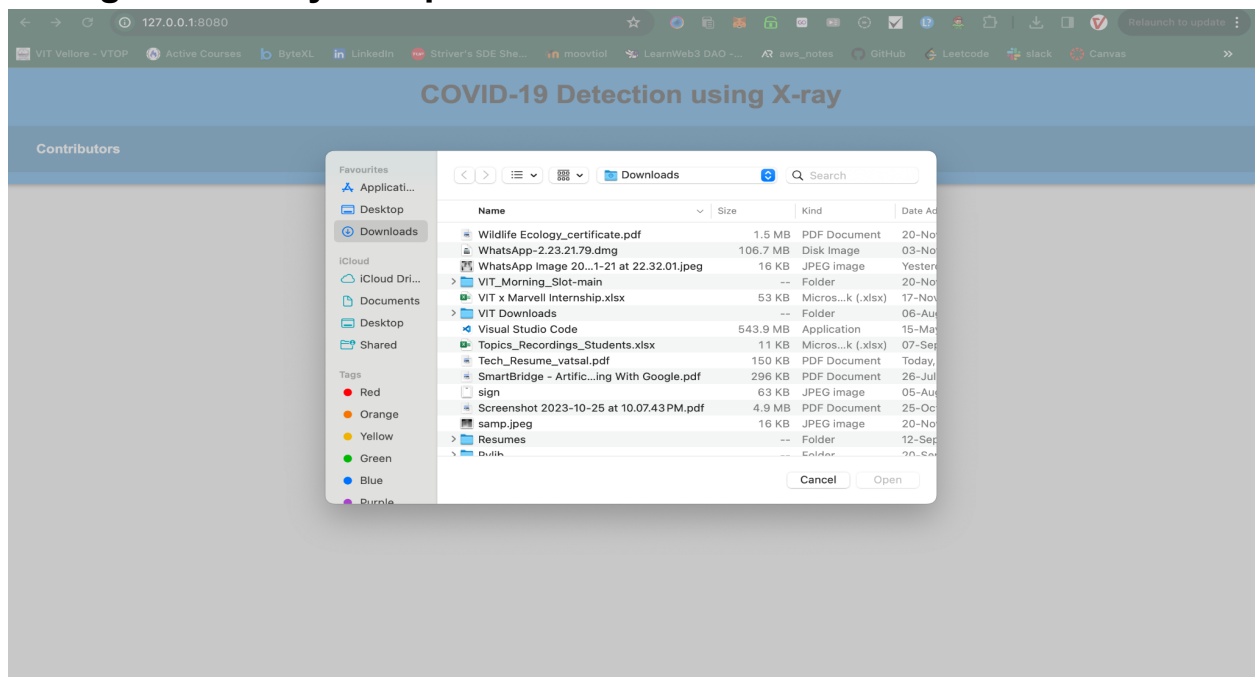 127.0.0.1:8080
Relaunch to update
VIT Vellore - VTOP Active Courses ByteXL LinkedIn Striver's SDE She... moovtiol LearnWeb3 DAO -... aws_notes GitHub Leetcode slack Canvas »
COVID-19 Detection using X-ray
Contributors
Favourites
Applicati...
Desktop
Downloads
iCloud
iCloud Dri...
Documents
Desktop
Shared
Tags
Red
Orange
Yellow
Green
Blue
Purple
Downloads
Search
Name Size Kind Date Ad
Wildlife Ecology_certificate.pdf 1.5 MB PDF Document 20-No
WhatsApp-2.23.21.79.dmg 106.7 MB Disk Image 03-No
WhatsApp Image 20...1-21 at 22.32.01.jpeg 16 KB JPEG image Yester
VIT_Morning_Slot-main -- Folder 20-No
VIT x Marvell Internship.xlsx 53 KB Micros...k (.xlsx) 17-Nov
VIT Downloads -- Folder 06-Au
Visual Studio Code 543.9 MB Application 15-Ma
Topics_Recordings_Students.xlsx 11 KB Micros...k (.xlsx) 07-Sep
Tech_Resume_vatsal.pdf 150 KB PDF Document Today,
SmartBridge - Artific...ing With Google.pdf 296 KB PDF Document 26-Jul
sign 63 KB JPEG image 05-Au
Screenshot 2023-10-25 at 10.07.43 PM.pdf 4.9 MB PDF Document 25-Oc
samp.jpeg 16 KB JPEG image 20-No
Resumes -- Folder 12-Sep
Pylib -- Folder 20-Sep
Cancel Open